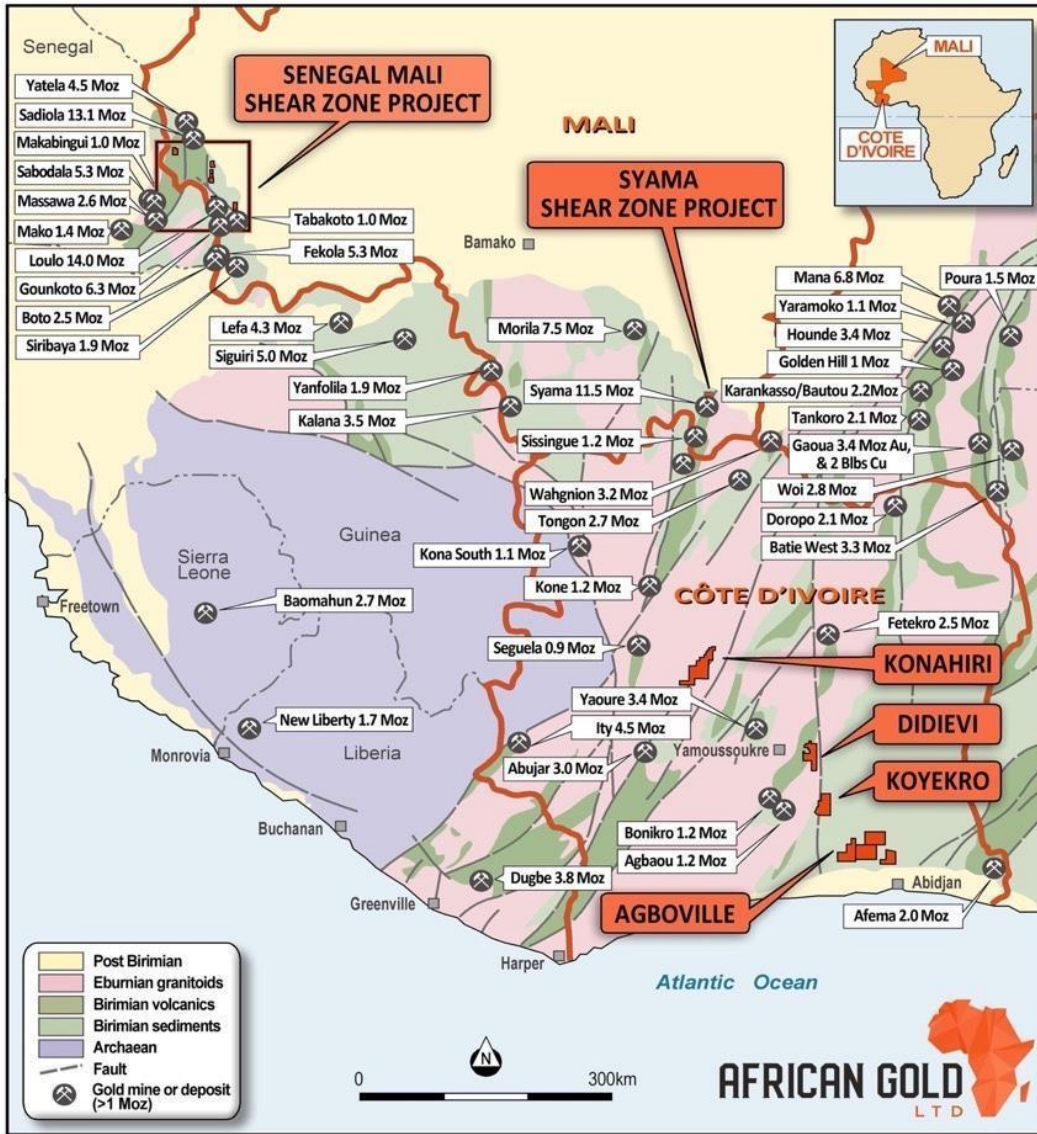 Senegal
Yatela 4.5 Moz
Sadiola 13.1 Moz
Makabingui 1.0 Moz
Sabodala 5.3 Moz
Massawa 2.6 Moz
Mako 1.4 Moz
Loulo 14.0 Moz
Gounkoto 6.3 Moz
Boto 2.5 Moz
Siribaya 1.9 Moz
SENEGAL MALI
SHEAR ZONE PROJECT
Tabakoto 1.0 Moz
Fekola 5.3 Moz
MALI
SYAMA
SHEAR ZONE PROJECT
Bamako
MALI
COTE
D'IVOIRE
Lefa 4.3 Moz
Siguiri 5.0 Moz
Yanfolila 1.9 Moz
Kalana 3.5 Moz
Morila 7.5 Moz
Syama 11.5 Moz
Sissingue 1.2 Moz
Wahgnion 3.2 Moz
Tongon 2.7 Moz
Mana 6.8 Moz
Poura 1.5 Moz
Yaramoko 1.1 Moz
Hounde 3.4 Moz
Golden Hill 1 Moz
Karankasso/Bautou 2.2Moz
Tankoro 2.1 Moz
Gaoua 3.4 Moz Au,
& 2 Blbs Cu
Woi 2.8 Moz
Doropo 2.1 Moz
Batie West 3.3 Moz
Guinea
Sierra
Leone
Freetown
Baomahun 2.7 Moz
Kona South 1.1 Moz
Kone 1.2 Moz
CÔTE D'IVOIRE
Fetekro 2.5 Moz
Seguela 0.9 Moz
KONAHIRI
New Liberty 1.7 Moz
Monrovia
Liberia
Yaoure 3.4 Moz
Ity 4.5 Moz
Abujar 3.0 Moz
Yamoussoukre
DIDIEVI
KOYEKRO
Buchanan
Bonikro 1.2 Moz
Agbaou 1.2 Moz
Dugbe 3.8 Moz
Greenville
AGBOVILLE
Abidjan
Afema 2.0 Moz
Harper
Atlantic Ocean
Post Birimian
Eburnian granitoids
Birimian volcanics
Birimian sediments
Archaean
Fault
Gold mine or deposit
(>1 Moz)
N
0 300km
AFRICAN GOLD
LTD